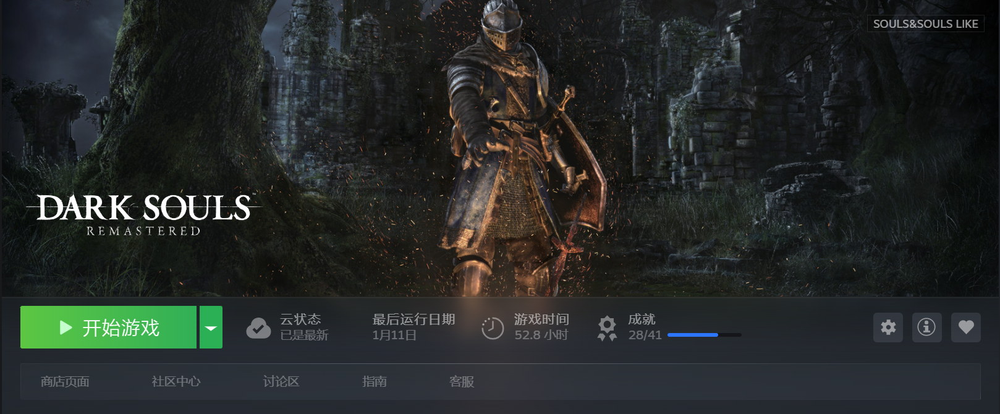 SOULS&SOULS LIKE
DARK SOULS™
REMASTERED
开始游戏
云状态
已是最新
最后运行日期
1月11日
游戏时间
52.8 小时
成就
28/41
商店页面
社区中心
讨论区
指南
客服